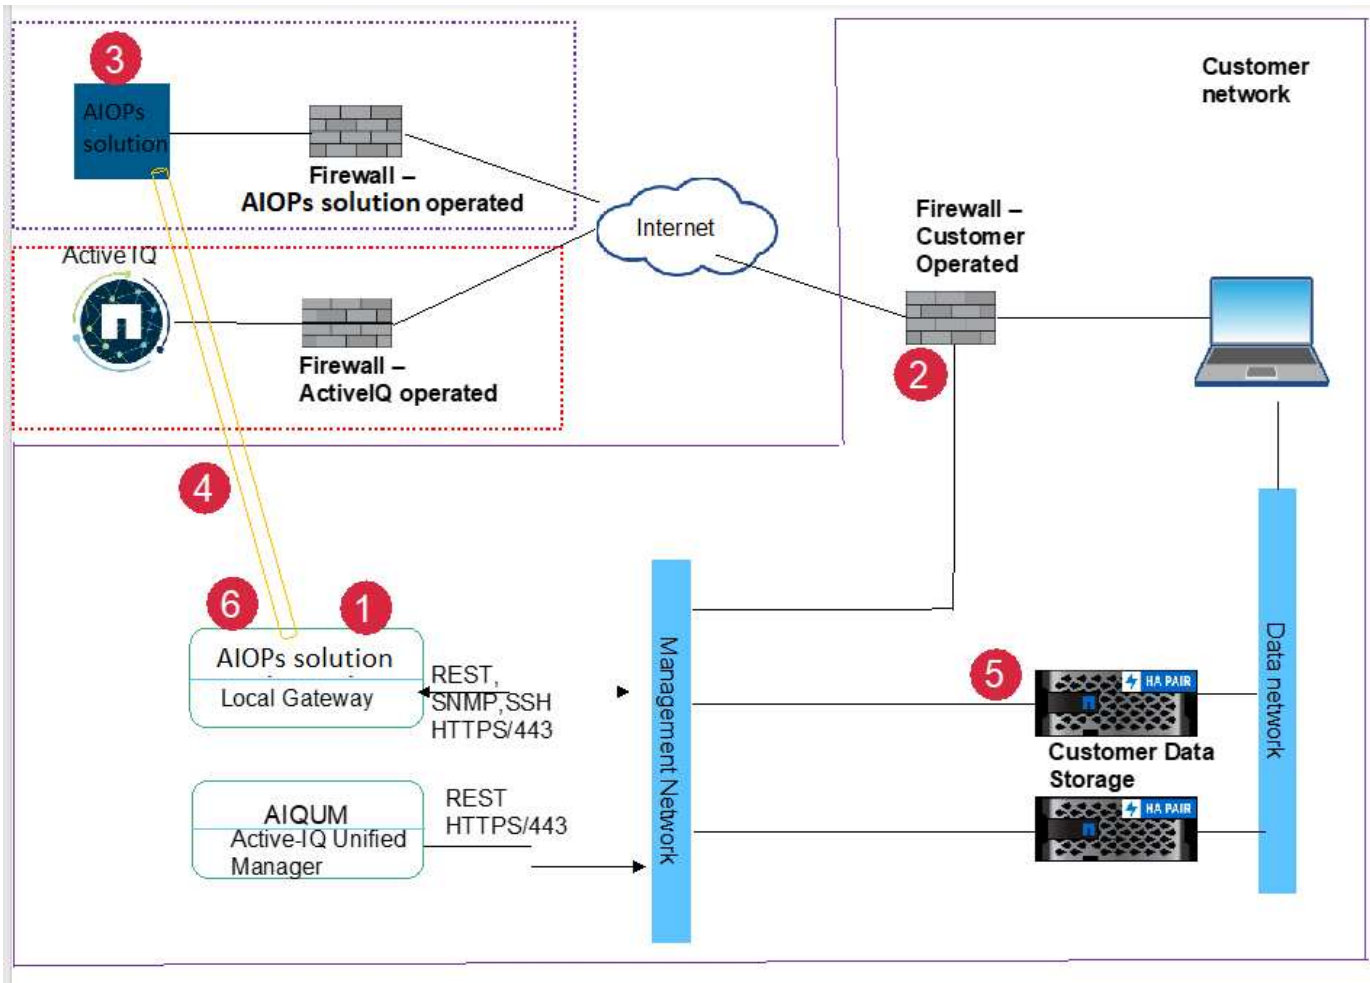 3
AIOPs
solution
Firewall –
AIOPs solution operated
Active IQ
Firewall –
ActiveIQ operated
Internet
Customer
network
Firewall –
Customer
Operated
2
4
6
1
AIOPs solution
Local Gateway
REST,
SNMP,SSH
HTTPS/443
AIQUM
Active-IQ Unified
Manager
REST
HTTPS/443
Management Network
5
HA PAIR
Customer Data
Storage
HA PAIR
Data network